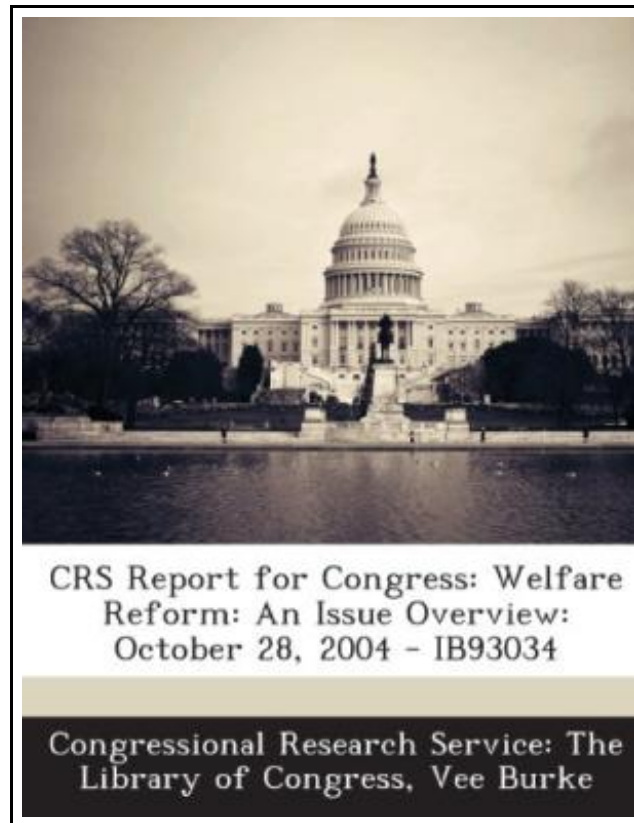 CRS Report for Congress: Welfare
Reform: An Issue Overview:
October 28, 2004 - IB93034
Congressional Research Service: The
Library of Congress, Vee Burke